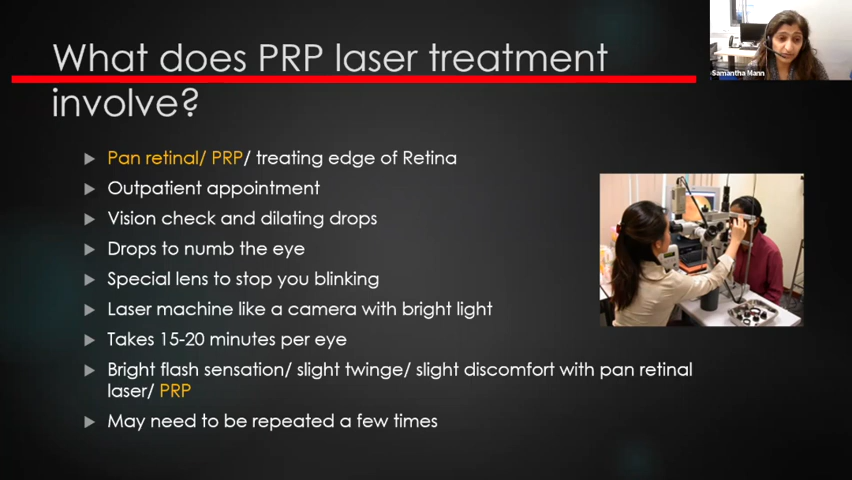 What does PRP laser treatment
involve?
Samantha Mann
Pan retinal/ PRP/ treating edge of Retina
Outpatient appointment
Vision check and dilating drops
Drops to numb the eye
Special lens to stop you blinking
Laser machine like a camera with bright light
Takes 15-20 minutes per eye
Bright flash sensation/ slight twinge/ slight discomfort with pan retinal
laser/ PRP
May need to be repeated a few times